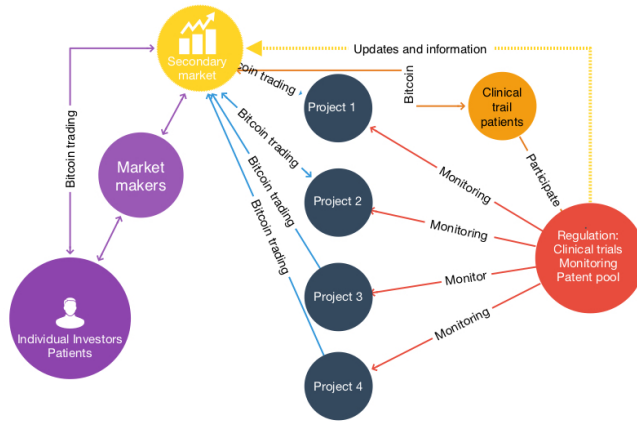 Updates and information
Secondary
market
coin trading
Bitcoin
Clinical
trail
patients
Project 1
Bitcoin trading
Bitcoin trading
Market
makers
Bitcoin trading
Bitcoin trading
Participate
Monitoring
Project 2
Monitoring
Regulation:
Clinical trials
Monitoring
Patent pool
Project 3
Monitor
Individual Investors
Patients
Monitoring
Project 4